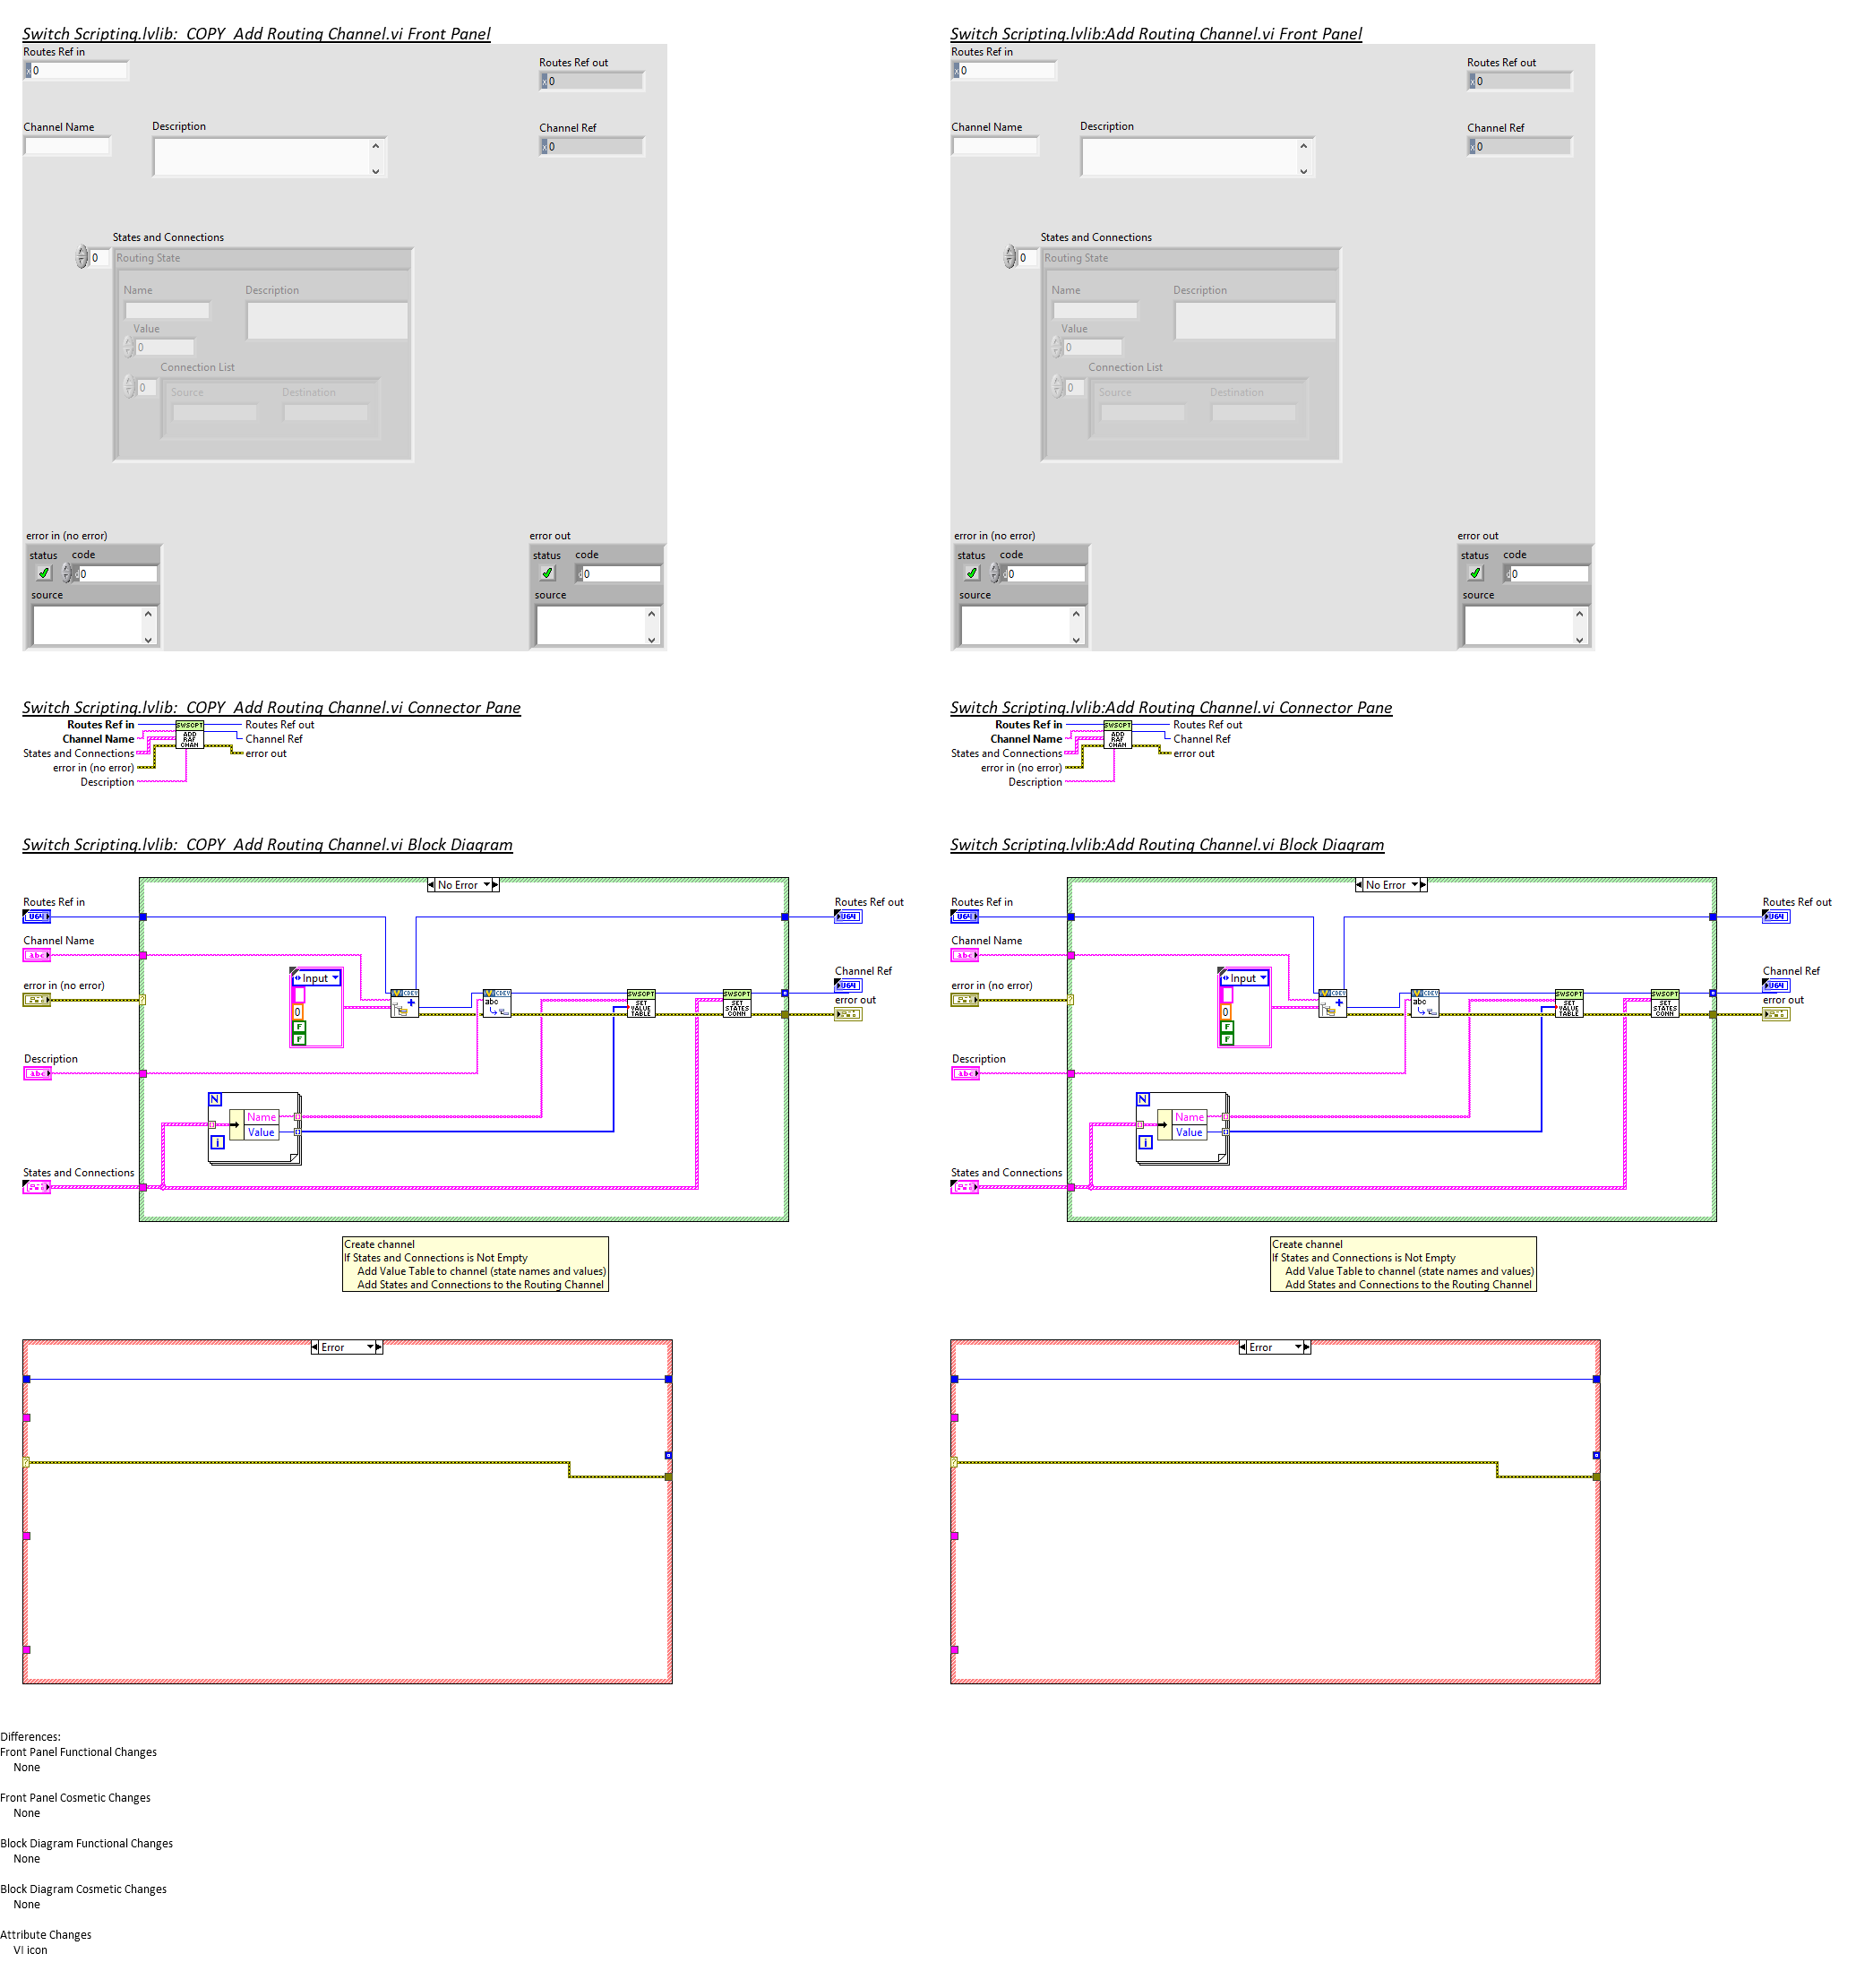 Switch Scripting.lvlib:  COPY  Add Routing Channel.vi Front Panel
Routes Ref in
x 0
Routes Ref out
x 0
Channel Name
Description
Channel Ref
x 0
States and Connections
0
Routing State
Name
Description
Value
0
Connection List
0
Source
Destination
error in (no error)
status
code
d 0
source
error out
status
code
d 0
source
Switch Scripting.lvlib:Add Routing Channel.vi Front Panel
Routes Ref in
x 0
Routes Ref out
x 0
Channel Name
Description
Channel Ref
x 0
States and Connections
0
Routing State
Name
Description
Value
0
Connection List
0
Source
Destination
error in (no error)
status
code
d 0
source
error out
status
code
d 0
source
Switch Scripting.lvlib:  COPY  Add Routing Channel.vi Connector Pane
Routes Ref in
Channel Name
States and Connections
error in (no error)
Description
SWSCPT
ADD
RAF
CHAN
Routes Ref out
Channel Ref
error out
Switch Scripting.lvlib:Add Routing Channel.vi Connector Pane
Routes Ref in
Channel Name
States and Connections
error in (no error)
Description
SWSCPT
ADD
RAF
CHAN
Routes Ref out
Channel Ref
error out
Switch Scripting.lvlib:  COPY  Add Routing Channel.vi Block Diagram
No Error
Routes Ref in
U64
Routes Ref out
U64
Channel Name
abc
Channel Ref
U64
error in (no error)
error out
Input
0
F
F
CDEV
CDEV
abc
SWSCPT
SET
VALUE
TABLE
SWSCPT
SET
STATES
CONN
Description
abc
N
Name
Value
i
States and Connections
Create channel
If States and Connections is Not Empty
Add Value Table to channel (state names and values)
Add States and Connections to the Routing Channel
Error
Switch Scripting.lvlib:Add Routing Channel.vi Block Diagram
No Error
Routes Ref in
U64
Routes Ref out
U64
Channel Name
abc
Channel Ref
U64
error in (no error)
error out
Input
0
F
F
CDEV
CDEV
abc
SWSCPT
SET
VALUE
TABLE
SWSCPT
SET
STATES
CONN
Description
abc
N
Name
Value
i
States and Connections
Create channel
If States and Connections is Not Empty
Add Value Table to channel (state names and values)
Add States and Connections to the Routing Channel
Error
Differences:
Front Panel Functional Changes
None
Front Panel Cosmetic Changes
None
Block Diagram Functional Changes
None
Block Diagram Cosmetic Changes
None
Attribute Changes
VI icon